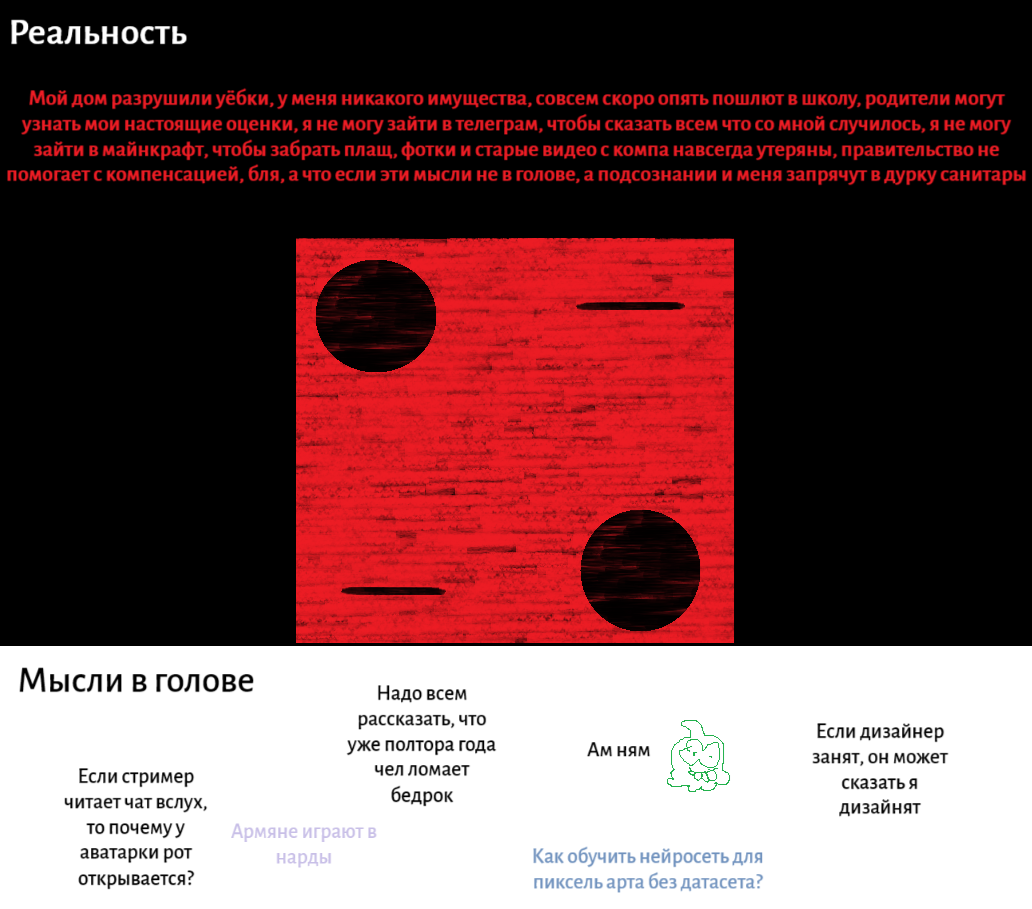 Реальность
Мой дом разрушили уёбки, у меня никакого имущества, совсем скоро опять пошлют в школу, родители могут
узнать мои настоящие оценки, я не могу зайти в телеграм, чтобы сказать всем что со мной случилось, я не могу
зайти в майнкрафт, чтобы забрать плащ, фотки и старые видео с компа навсегда утеряны, правительство не
помогает с компенсацией, бля, а что если эти мысли не в голове, а подсознании и меня запрячут в дурку санитары
Мысли в голове
Если стример
читает чат вслух,
то почему у
аватарки рот
открывается?
Армяне играют в
нарды
Надо всем
рассказать, что
уже полтора года
чел ломает
бедрок
Ам ням
Как обучить нейросеть для
пиксель арта без датасета?
Если дизайнер
занят, он может
сказать я
дизайнят